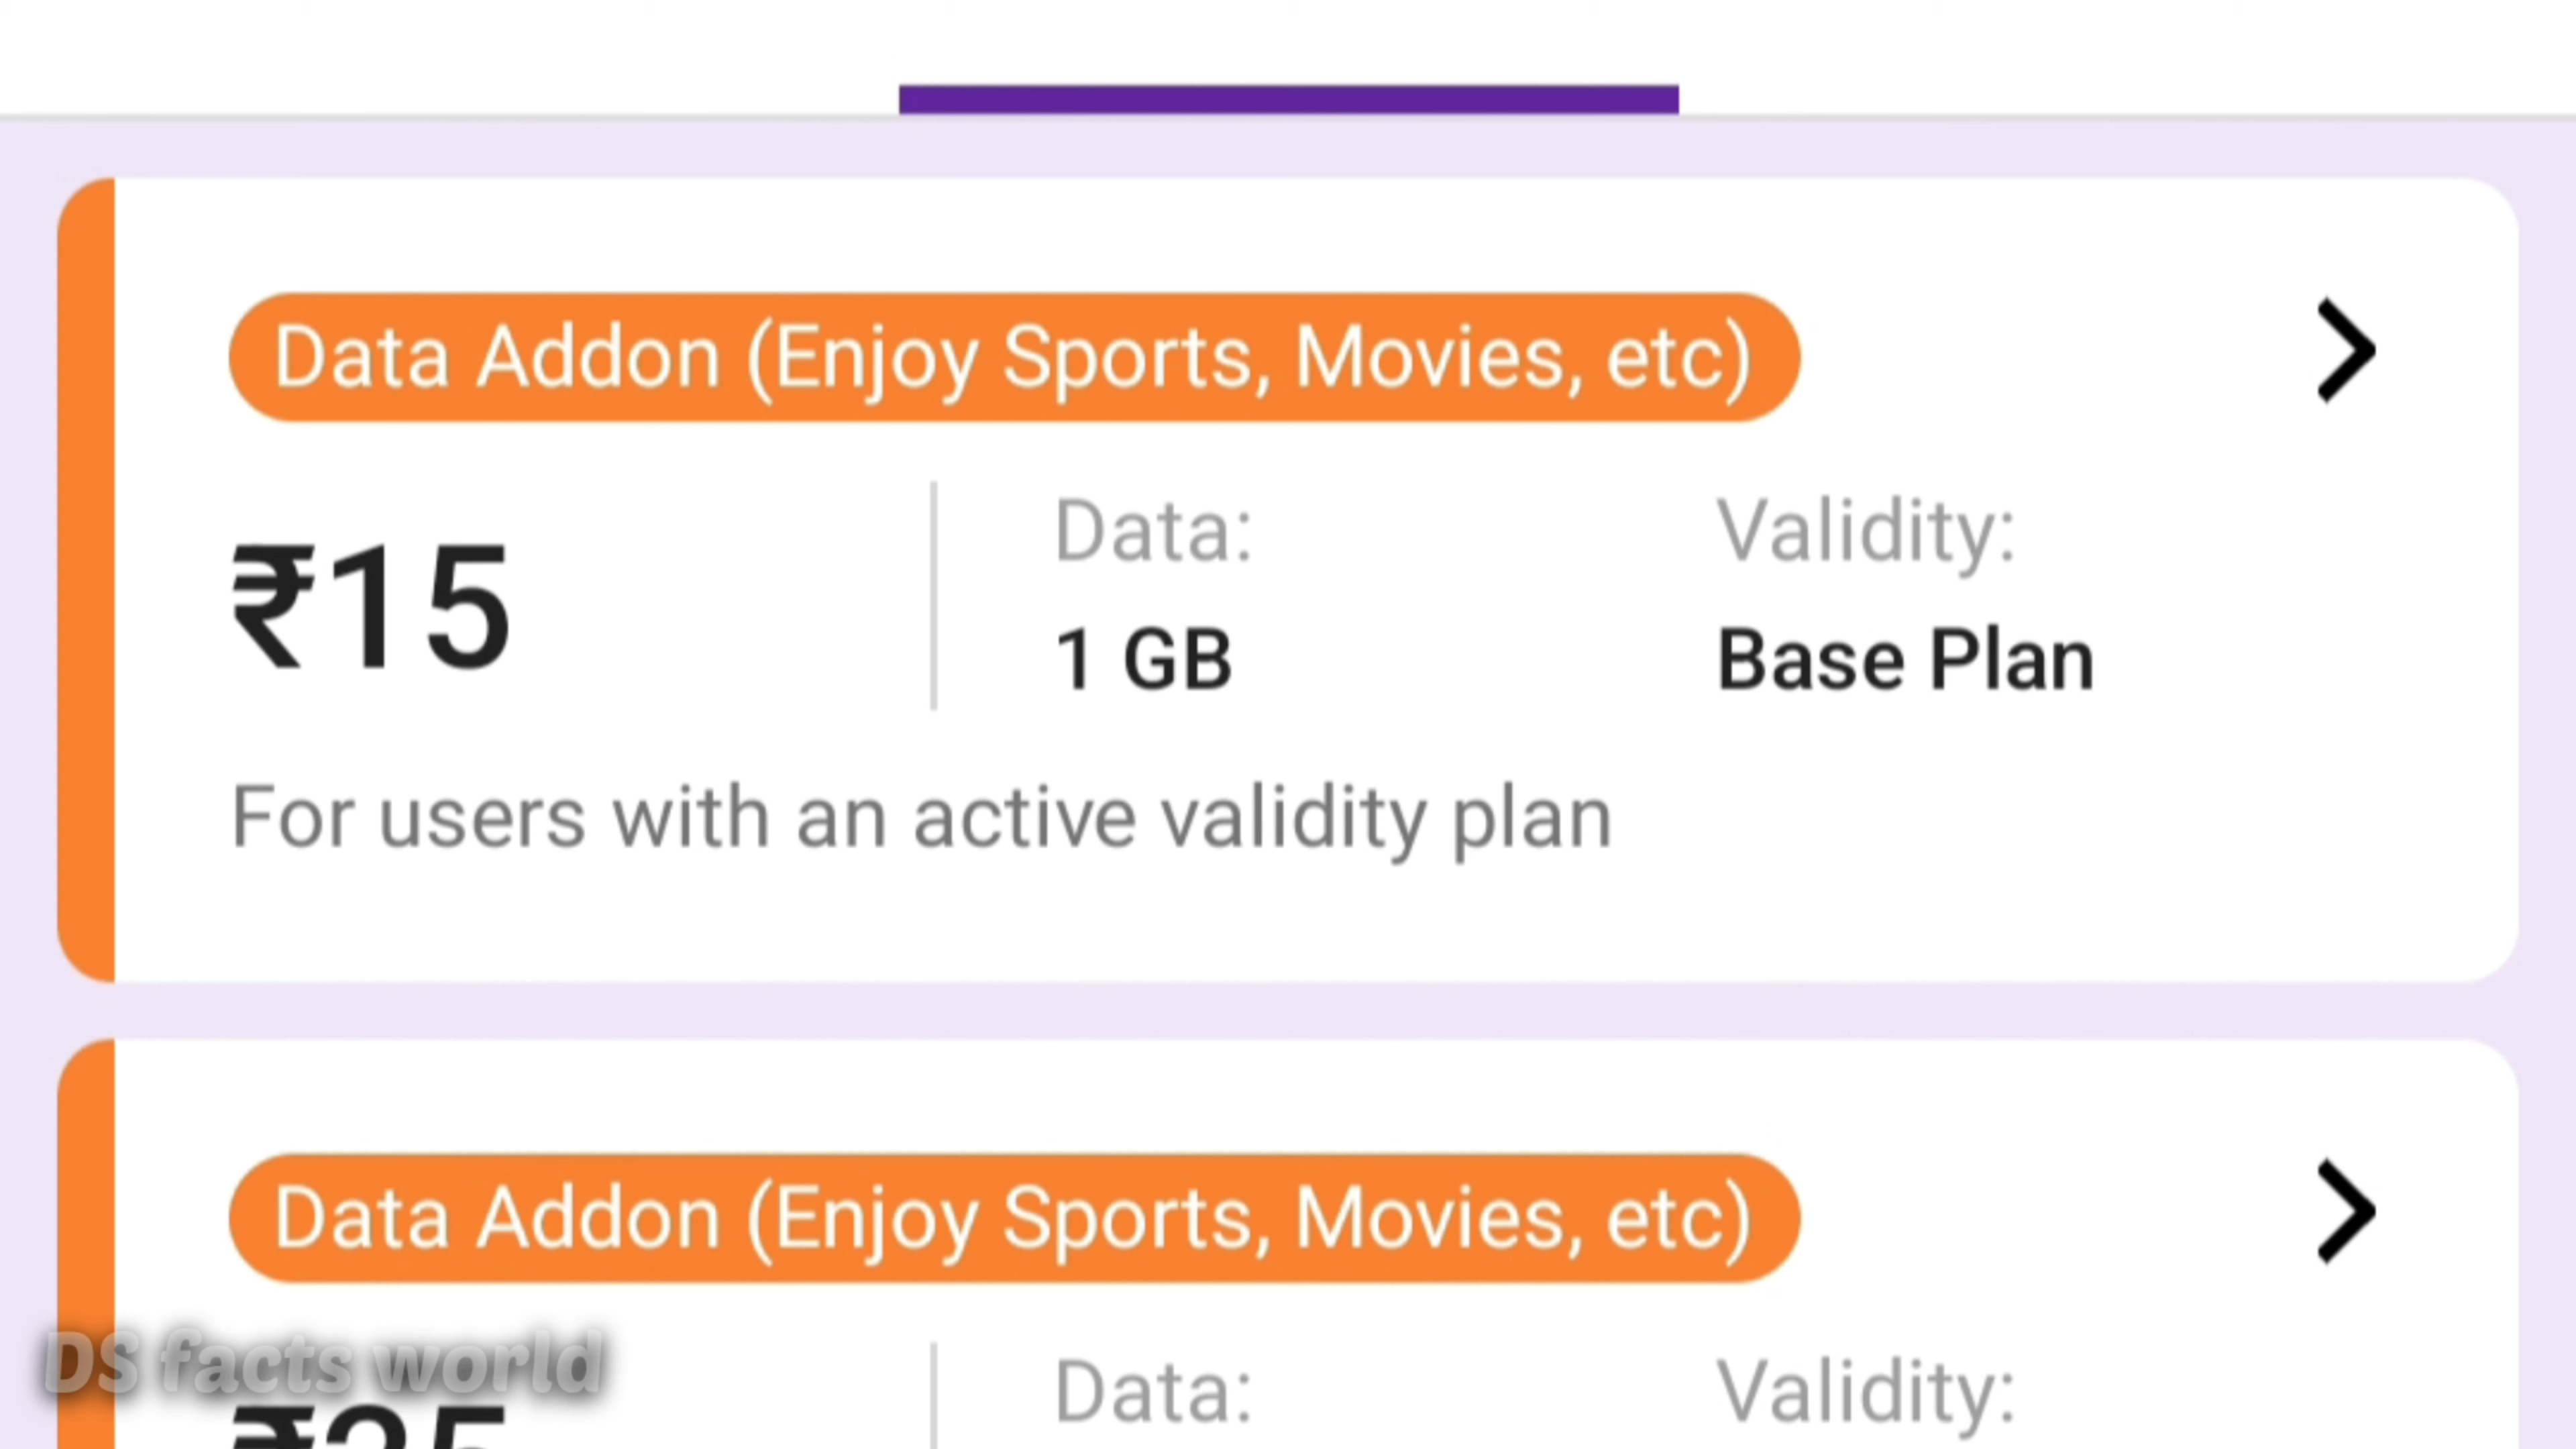 Data Addon (Enjoy Sports, Movies, etc)
₹15
Data:
Validity:
1 GB
Base Plan
For users with an active validity plan
Data Addon (Enjoy Sports, Movies, etc)
DS facts world
₹25
Data:
Validity: